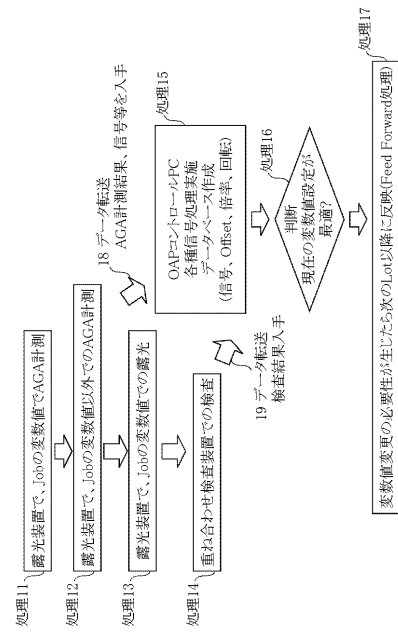 処理11
露光装置で、Jobの変数値でAGA計測
処理12
露光装置で、Jobの変数値以外でのAGA計測
処理13
露光装置で、Jobの変数値での露光
処理14
重ね合わせ検査装置での検査
18 データ転送
AGA計測結果、信号等を入手
19 データ転送
検査結果入手
処理15
OAPコントロールPC
各種信号処理実施
データベース作成
(信号、Offset、倍率、回転)
処理16
判断
現在の変数値設定が
最適?
処理17
変数値変更の必要性が生じたら次のLot以降に反映(Feed Forward処理)